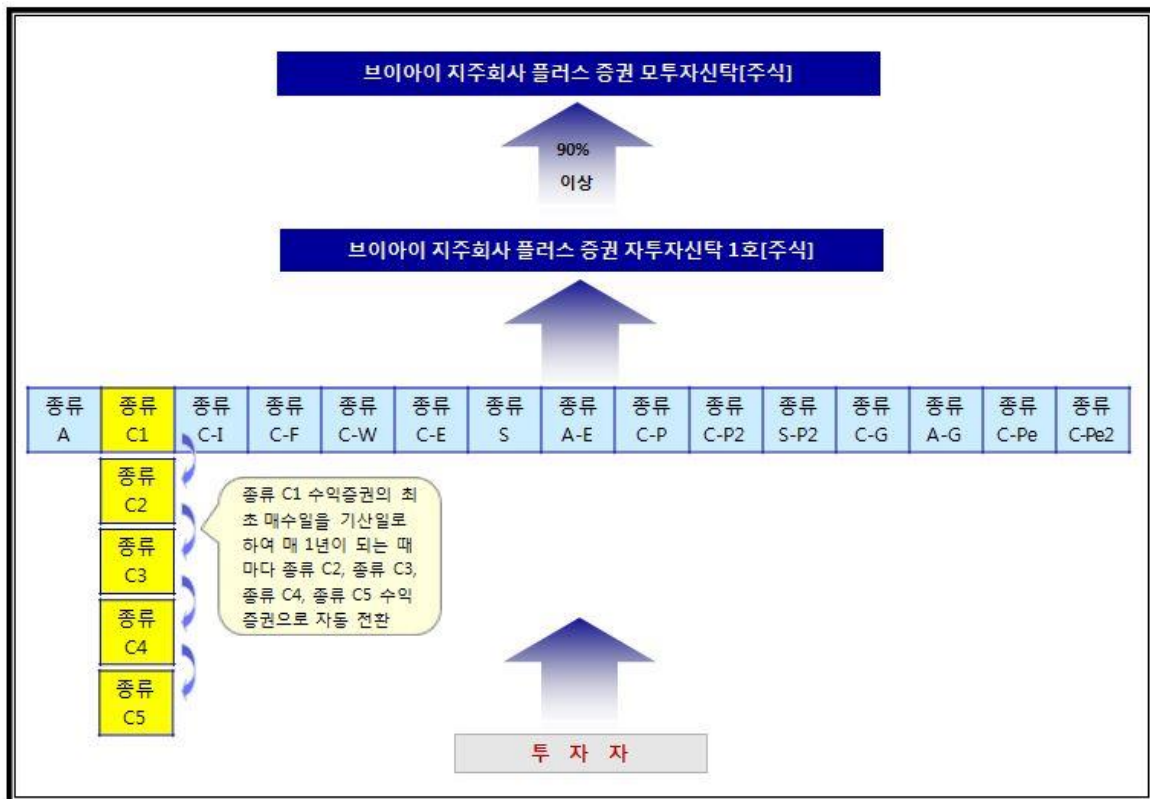 브이아이 지주회사 플러스 증권 모투자신탁[주식]
90%
이상
브이아이 지주회사 플러스 증권 자투자신탁 1호[주식]
종류 종류 종류 종류 종류 종류 종류 종류 종류 종류 종류 종류 종류 종류 종류
A C1 C-I C-F C-W C-E S A-E C-P C-P2 S-P2 C-G A-G C-Pe C-Pe2
종류
C2
종류
C3
종류
C4
종류
C5
종류 C1 수익증권의 최
초 매수일을 기산일로
하여 매 1년이 되는 때
마다 종류 C2, 종류 C3,
종류 C4, 종류 C5 수익
증권으로 자동 전환
투 자 자